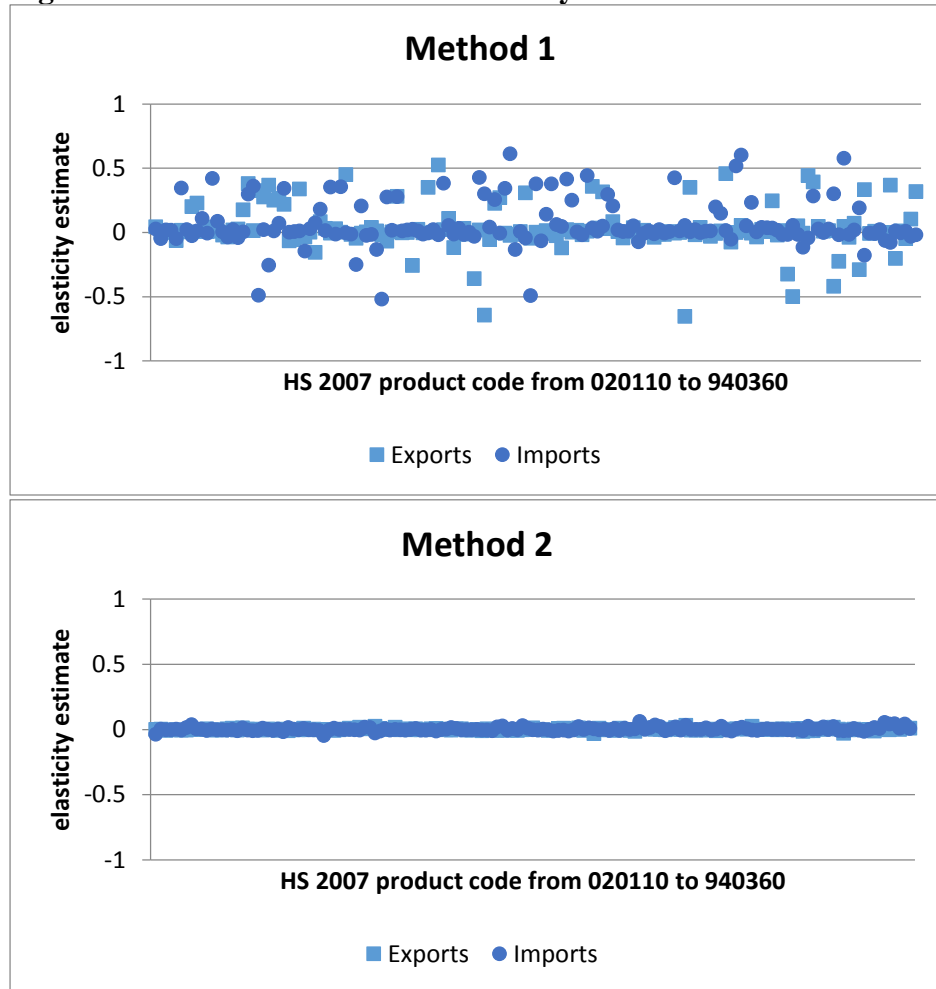 Method 1
1
0.5
0
-0.5
-1
elasticity estimate
HS 2007 product code from 020110 to 940360
Exports Imports
Method 2
1
0.5
0
-0.5
-1
elasticity estimate
HS 2007 product code from 020110 to 940360
Exports Imports